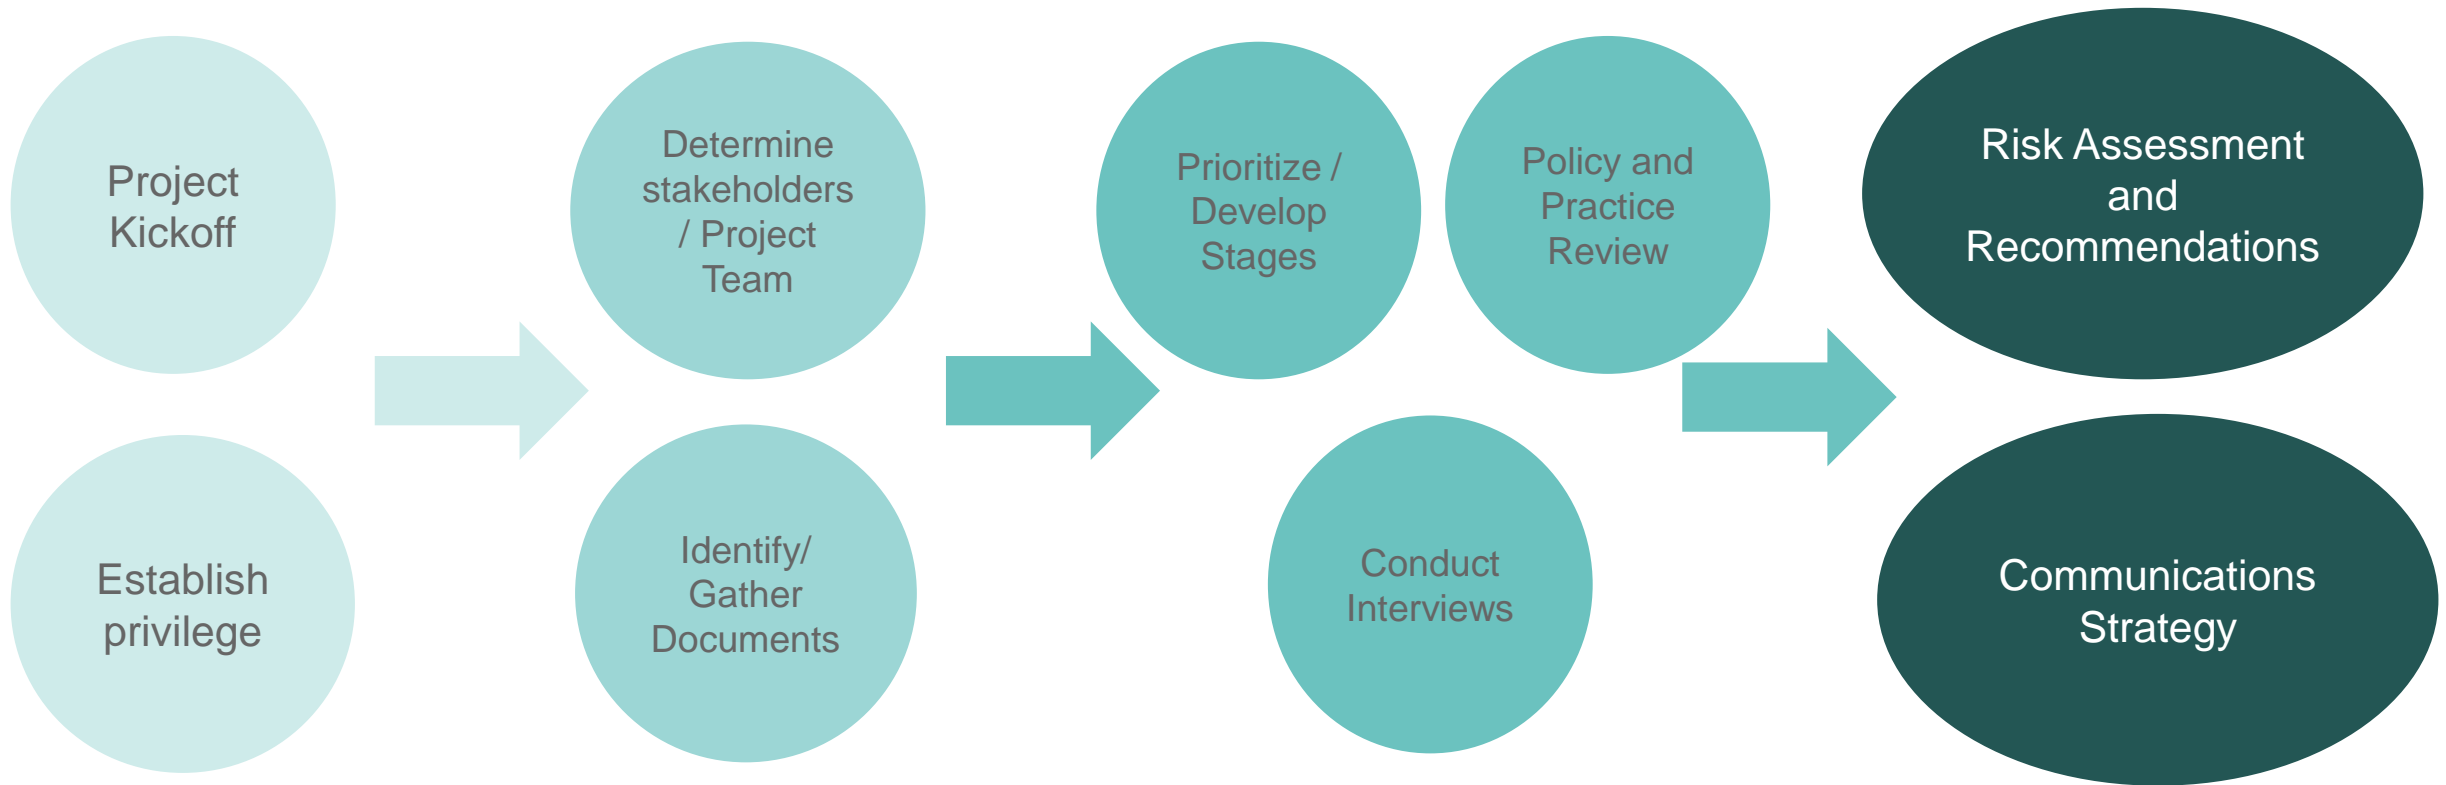 Project
Kickoff
Establish
privilege
Determine
stakeholders
/ Project
Team
Identify/
Gather
Documents
Prioritize /
Develop
Stages
Policy and
Practice
Review
Conduct
Interviews
Risk Assessment
and
Recommendations
Communications
Strategy